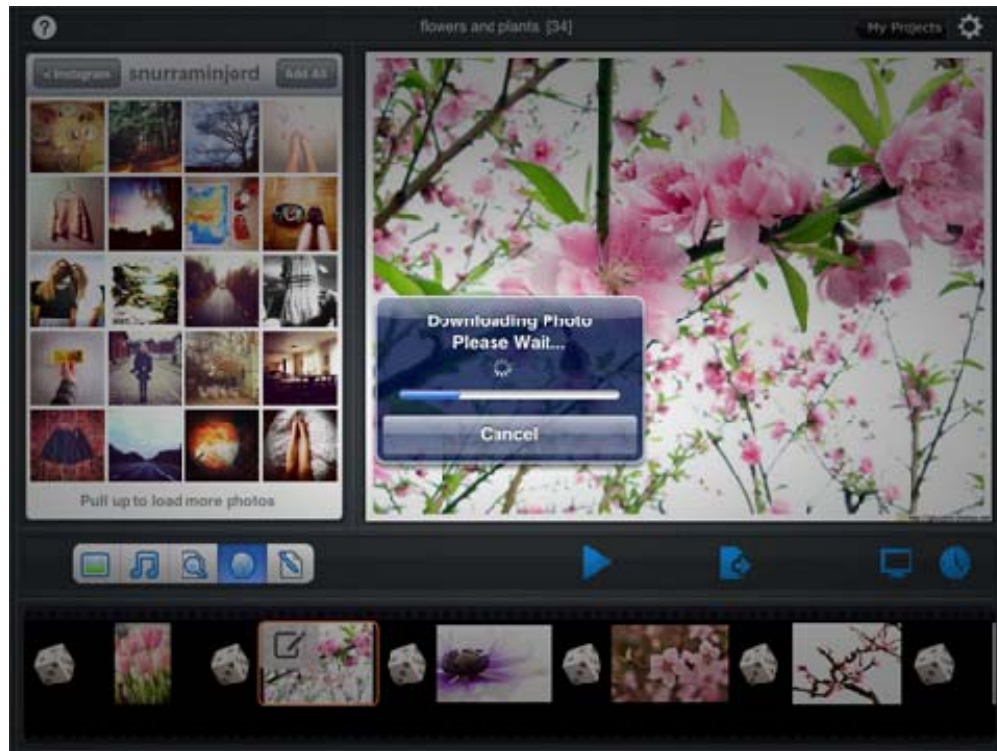 flowers and plants [34]
My Projects
< Instagram
snurraminjord
Add All
Downloading Photo
Please Wait...
Cancel
Pull up to load more photos